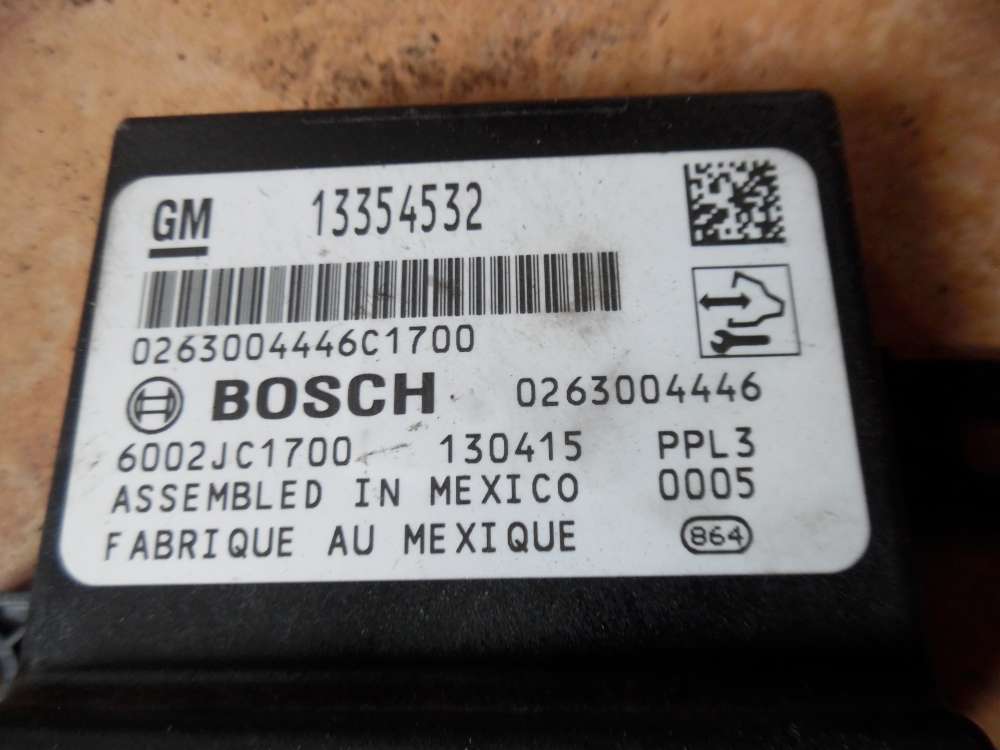 GM 13354532
0263004446C1700
BOSCH 0263004446
6002JC1700 130415 PPL3
ASSEMBLED IN MEXICO 0005
FABRIQUE AU MEXIQUE 864